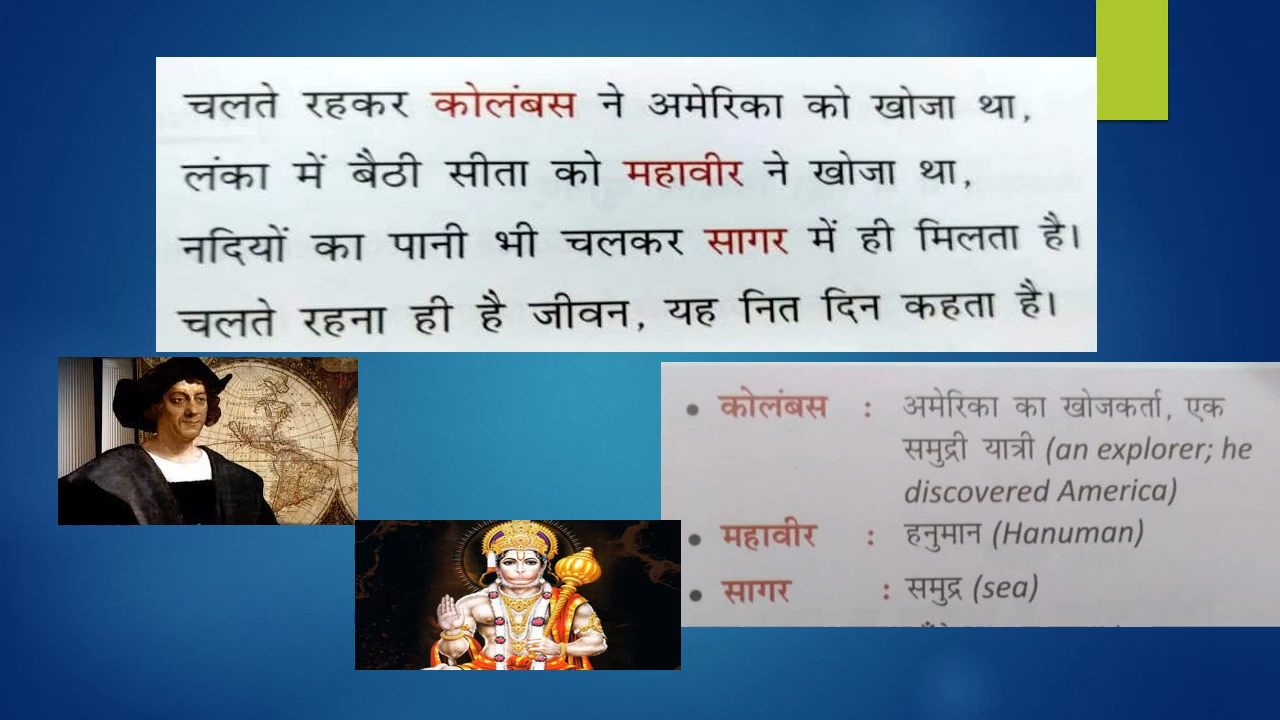 चलते रहकर कोलंबस ने अमेरिका को खोजा था,
लंका में बैठी सीता को महावीर ने खोजा था,
नदियों का पानी भी चलकर सागर में ही मिलता है।
चलते रहना ही है जीवन, यह नित दिन कहता है।
• कोलंबस : अमेरिका का खोजकर्ता, एक
समुद्री यात्री (an explorer; he
discovered America)
• महावीर : हनुमान (Hanuman)
• सागर : समुद्र (sea)